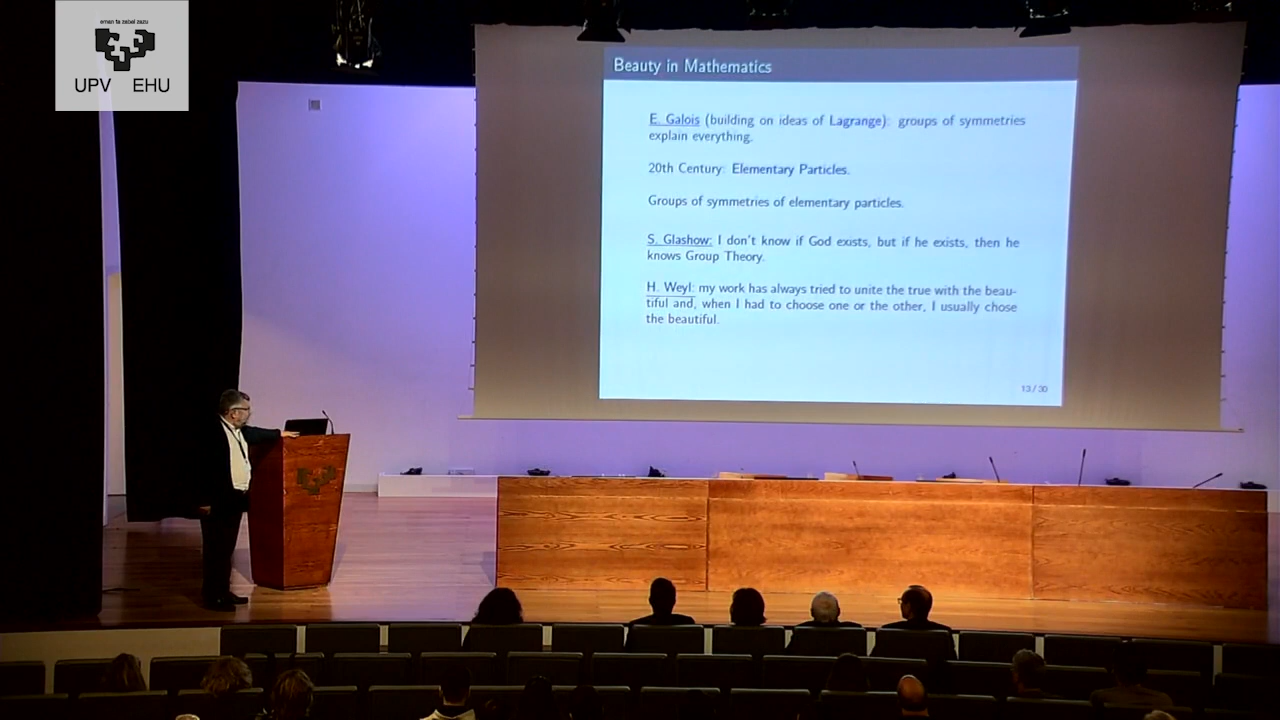 eman ta zabal zazu
UPV EHU
Beauty in Mathematics
E. Galois (building on ideas of Lagrange): groups of symmetries
explain everything.
20th Century: Elementary Particles.
Groups of symmetries of elementary particles.
S. Glashow: I don't know if God exists, but if he exists, then he
knows Group Theory.
H. Weyl: my work has always tried to unite the true with the beau-
tiful and, when I had to choose one or the other, I usually chose
the beautiful.
13 / 30